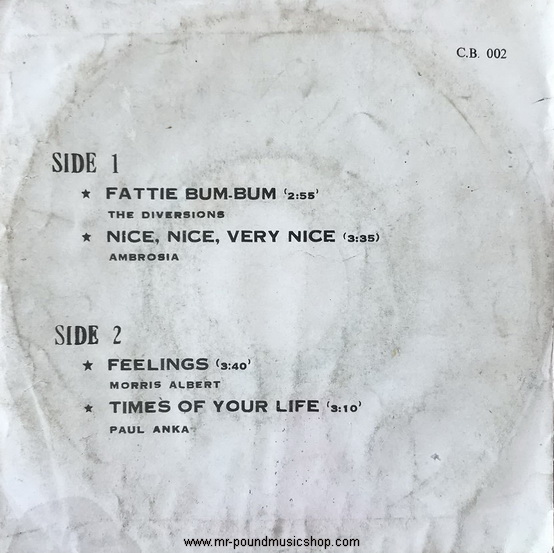 C.B. 002
SIDE 1
★ FATTIE BUM-BUM (2:55)
THE DIVERSIONS
★ NICE, NICE, VERY NICE (3:35)
AMBROSIA
SIDE 2
★ FEELINGS (3:40)
MORRIS ALBERT
★ TIMES OF YOUR LIFE (3:10)
PAUL ANKA
www.mr-poundmusicshop.com